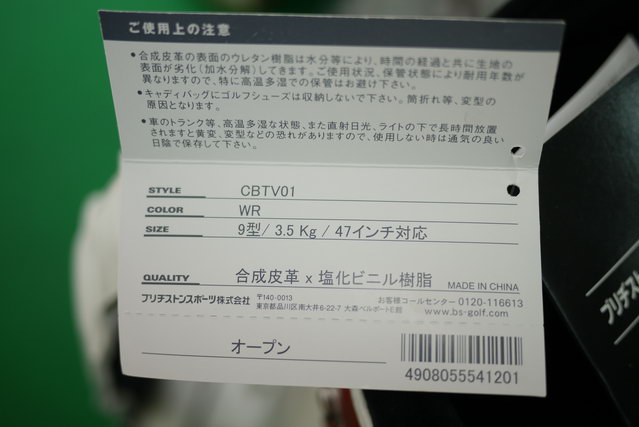 ご使用上の注意
●合成皮革の表面のウレタン樹脂は水分等により、時間の経過と共に生地の
表面が劣化(加水分解)してきます。ご使用状況、保管状態により耐用年数が
異なりますので、特に高温多湿での保管はお避け下さい。
●キャディバッグにゴルフシューズは収納しないで下さい。筒折れ等、変型の
原因となります。
●車のトランク等、高温多湿な状態、また直射日光、ライトの下で長時間放置
されますと黄変、変型などの恐れがありますので、使用しない時は通気の良い
日陰で保存して下さい。
STYLE CBTV01
COLOR WR
SIZE 9型/ 3.5 Kg / 47インチ対応
QUALITY 合成皮革 x 塩化ビニル樹脂 MADE IN CHINA
ブリヂストンスポーツ株式会社 〒140-0013 お客様コールセンター 0120-116613
東京都品川区南大井6-22-7 大森ベルポートE館 www.bs-golf.com
オープン
4908055541201
ブリヂス